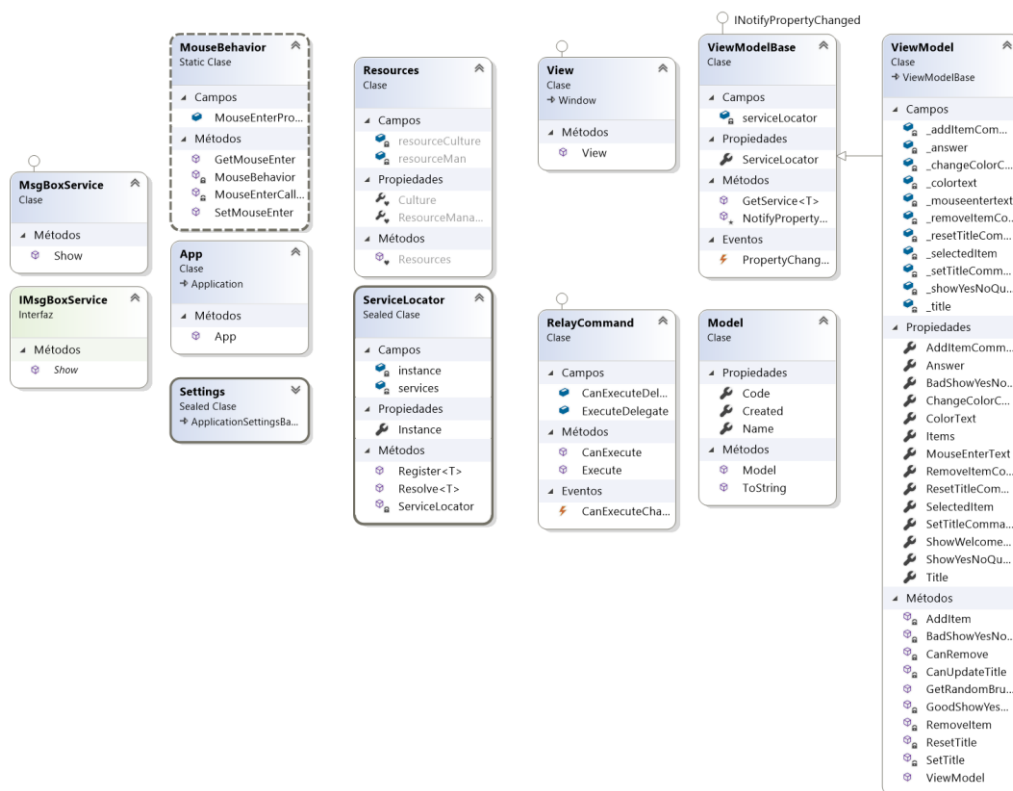 MsgBoxService
Clase
Métodos
Show
IMsgBoxService
Interfaz
Métodos
Show
MouseBehavior
Static Clase
Campos
MouseEnterPro...
Métodos
GetMouseEnter
MouseBehavior
MouseEnterCall...
SetMouseEnter
App
Clase
Application
Métodos
App
Settings
Sealed Clase
ApplicationSettingsBa...
Resources
Clase
Campos
resourceCulture
resourceMan
Propiedades
Culture
ResourceMana...
Métodos
Resources
ServiceLocator
Sealed Clase
Campos
instance
services
Propiedades
Instance
Métodos
Register<T>
Resolve<T>
ServiceLocator
View
Clase
Window
Métodos
View
RelayCommand
Clase
Campos
CanExecuteDel...
ExecuteDelegate
Métodos
CanExecute
Execute
Eventos
CanExecuteCha...
INotifyPropertyChanged
ViewModelBase
Clase
Campos
serviceLocator
Propiedades
ServiceLocator
Métodos
GetService<T>
NotifyProperty...
Eventos
PropertyChang...
Model
Clase
Propiedades
Code
Created
Name
Métodos
Model
ToString
ViewModel
Clase
ViewModelBase
Campos
_addItemCom...
_answer
_changeColorC...
_colortext
_mouseentertext
_removeItemCo...
_resetTitleCom...
_selectedItem
_setTitleComm...
_showYesNoQu...
_title
Propiedades
AddItemComm...
Answer
BadShowYesNo...
ChangeColorC...
ColorText
Items
MouseEnterText
RemoveItemCo...
ResetTitleCom...
SelectedItem
SetTitleComma...
ShowWelcome...
ShowYesNoQu...
Title
Métodos
AddItem
BadShowYesNo...
CanRemove
CanUpdateTitle
GetRandomBru...
GoodShowYes...
RemoveItem
ResetTitle
SetTitle
ViewModel